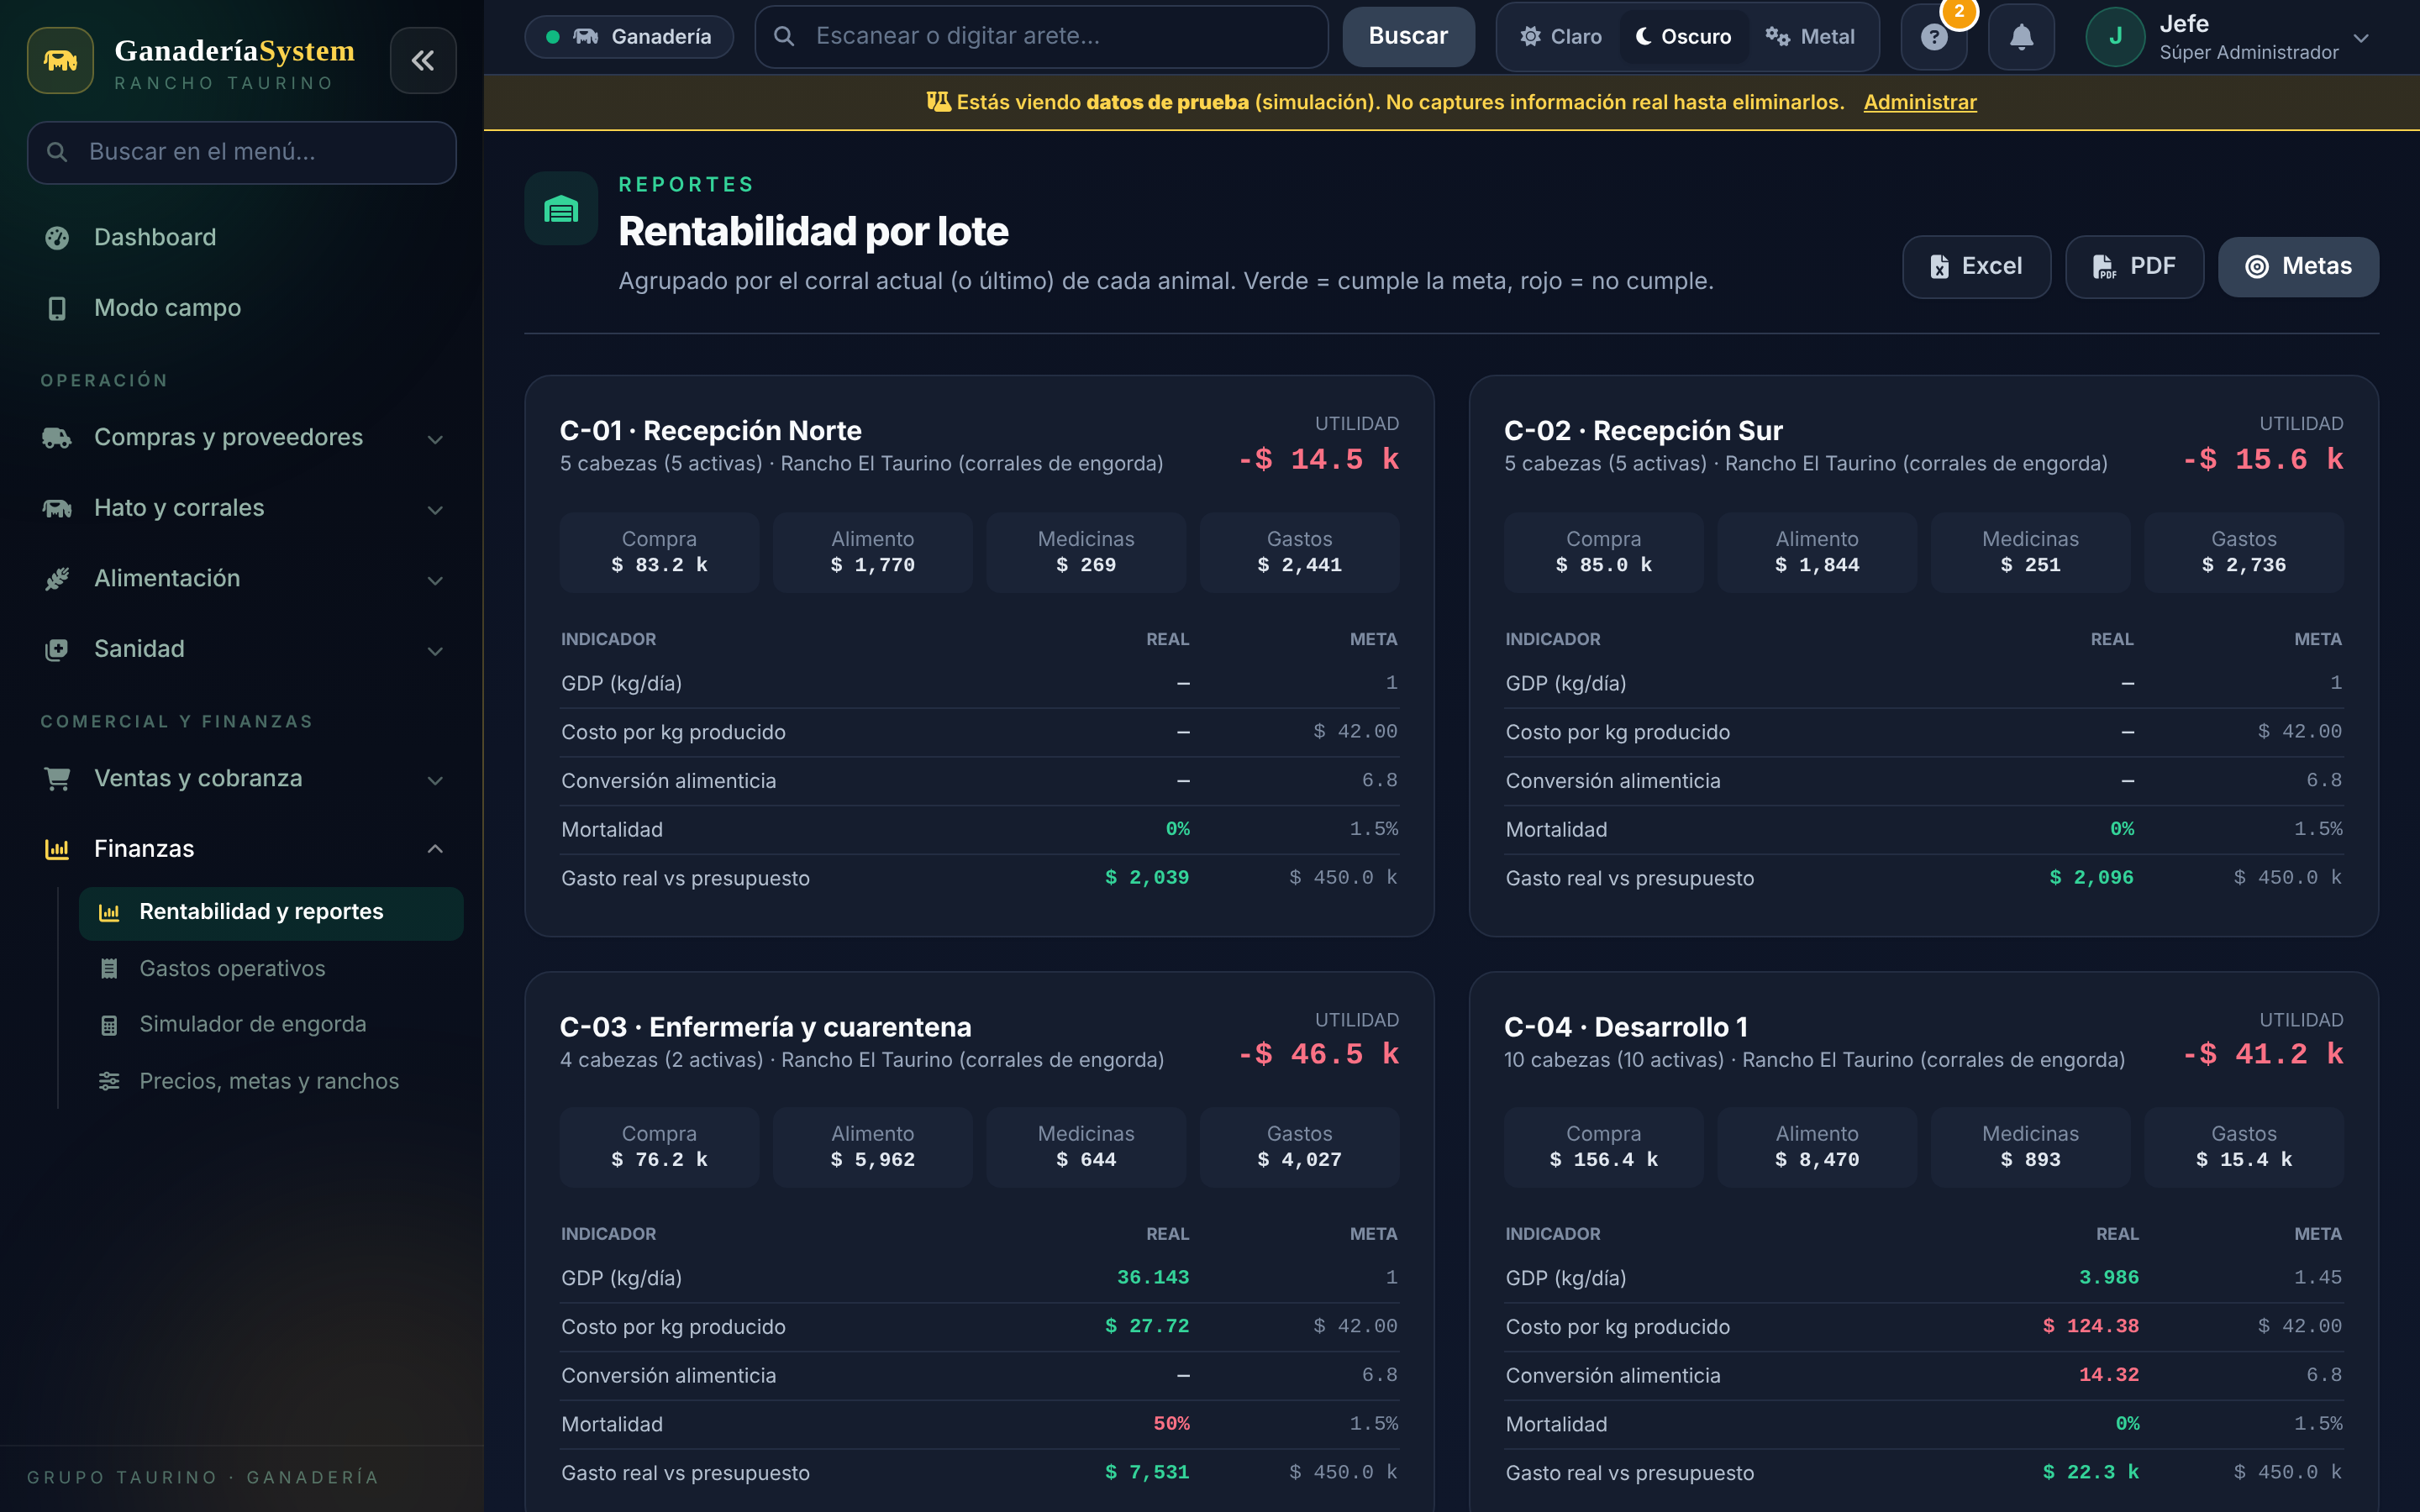 GanaderíaSystem
RANCHO TAURINO
Buscar en el menú...
Dashboard
Modo campo
OPERACIÓN
Compras y proveedores
Hato y corrales
Alimentación
Sanidad
COMERCIAL Y FINANZAS
Ventas y cobranza
Finanzas
Rentabilidad y reportes
Gastos operativos
Simulador de engorda
Precios, metas y ranchos
GRUPO TAURINO · GANADERÍA
Ganadería
Escanear o digitar arete...
Buscar
Claro
Oscuro
Metal
?
2
J
Jefe
Súper Administrador
Estás viendo datos de prueba (simulación). No captures información real hasta eliminarlos. Administrar
REPORTES
Rentabilidad por lote
Agrupado por el corral actual (o último) de cada animal. Verde = cumple la meta, rojo = no cumple.
Excel
PDF
Metas
C-01 · Recepción Norte
5 cabezas (5 activas) · Rancho El Taurino (corrales de engorda)
UTILIDAD
-$ 14.5 k
Compra Alimento Medicinas Gastos
$ 83.2 k $ 1,770 $ 269 $ 2,441
INDICADOR REAL META
GDP (kg/día) — 1
Costo por kg producido — $ 42.00
Conversión alimenticia — 6.8
Mortalidad 0% 1.5%
Gasto real vs presupuesto $ 2,039 $ 450.0 k
C-02 · Recepción Sur
5 cabezas (5 activas) · Rancho El Taurino (corrales de engorda)
UTILIDAD
-$ 15.6 k
Compra Alimento Medicinas Gastos
$ 85.0 k $ 1,844 $ 251 $ 2,736
INDICADOR REAL META
GDP (kg/día) — 1
Costo por kg producido — $ 42.00
Conversión alimenticia — 6.8
Mortalidad 0% 1.5%
Gasto real vs presupuesto $ 2,096 $ 450.0 k
C-03 · Enfermería y cuarentena
4 cabezas (2 activas) · Rancho El Taurino (corrales de engorda)
UTILIDAD
-$ 46.5 k
Compra Alimento Medicinas Gastos
$ 76.2 k $ 5,962 $ 644 $ 4,027
INDICADOR REAL META
GDP (kg/día) 36.143 1
Costo por kg producido $ 27.72 $ 42.00
Conversión alimenticia — 6.8
Mortalidad 50% 1.5%
Gasto real vs presupuesto $ 7,531 $ 450.0 k
C-04 · Desarrollo 1
10 cabezas (10 activas) · Rancho El Taurino (corrales de engorda)
UTILIDAD
-$ 41.2 k
Compra Alimento Medicinas Gastos
$ 156.4 k $ 8,470 $ 893 $ 15.4 k
INDICADOR REAL META
GDP (kg/día) 3.986 1.45
Costo por kg producido $ 124.38 $ 42.00
Conversión alimenticia 14.32 6.8
Mortalidad 0% 1.5%
Gasto real vs presupuesto $ 22.3 k $ 450.0 k